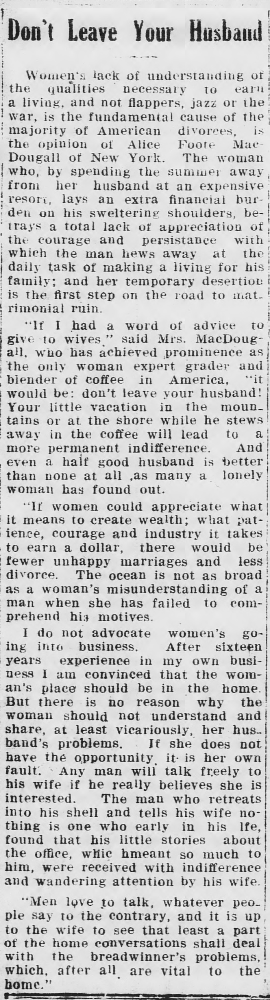 Don't Leave Your Husband
Women's lack of understanding of
the qualities necessary to earn
a living, and not flappers, jazz or the
war, is the fundamental cause of the
majority of American divorces, is
the opinion of Alice Foote Mac-
Dougall of New York. The woman
who, by spending the summer away
from her husband at an expensive
resort, lays an extra financial bur-
den on his sweltering shoulders, be-
trays a total lack of appreciation of
the courage and persistance with
which the man hews away at the
daily task of making a living for his
family; and her temporary desertion
is the first step on the road to mat-
rimonial ruin.
"If I had a word of advice to
give to wives," said Mrs. MacDoug-
all, who has achieved prominence as
the only woman expert grader and
blender of coffee in America, "it
would be: don't leave your husband!
Your little vacation in the moun-
tains or at the shore while he stews
away in the coffee will lead to a
more permanent indifference. And
even a half good husband is better
than none at all ,as many a lonely
woman has found out.
"If women could appreciate what
it means to create wealth; what pat-
ience, courage and industry it takes
to earn a dollar, there would be
fewer unhappy marriages and less
divorce. The ocean is not as broad
as a woman's misunderstanding of a
man when she has failed to com-
prehend his motives.
I do not advocate women's go-
ing into business. After sixteen
years experience in my own busi-
ness I am convinced that the wom-
an's place should be in the home.
But there is no reason why the
woman should not understand and
share, at least vicariously, her hus-
band's problems. If she does not
have the opportunity, it is her own
fault. Any man will talk freely to
his wife if he really believes she is
interested. The man who retreats
into his shell and tells his wife no-
thing is one who early in his lfe,
found that his little stories about
the office, whic hmeant so much to
him, were received with indifference
and wandering attention by his wife.
"Men love to talk, whatever peo-
ple say to the contrary, and it is up
to the wife to see that least a part
of the home conversations shall deal
with the breadwinner's problems,
which, after all, are vital to the
home."